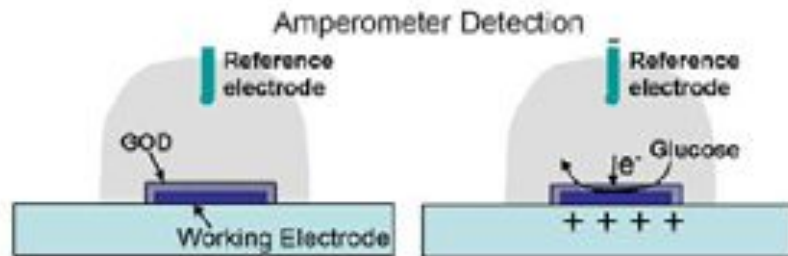 Amperometer Detection
Reference
electrode
GOD
Working Electrode
-
Reference
electrode
e-
Glucose
+ + + +